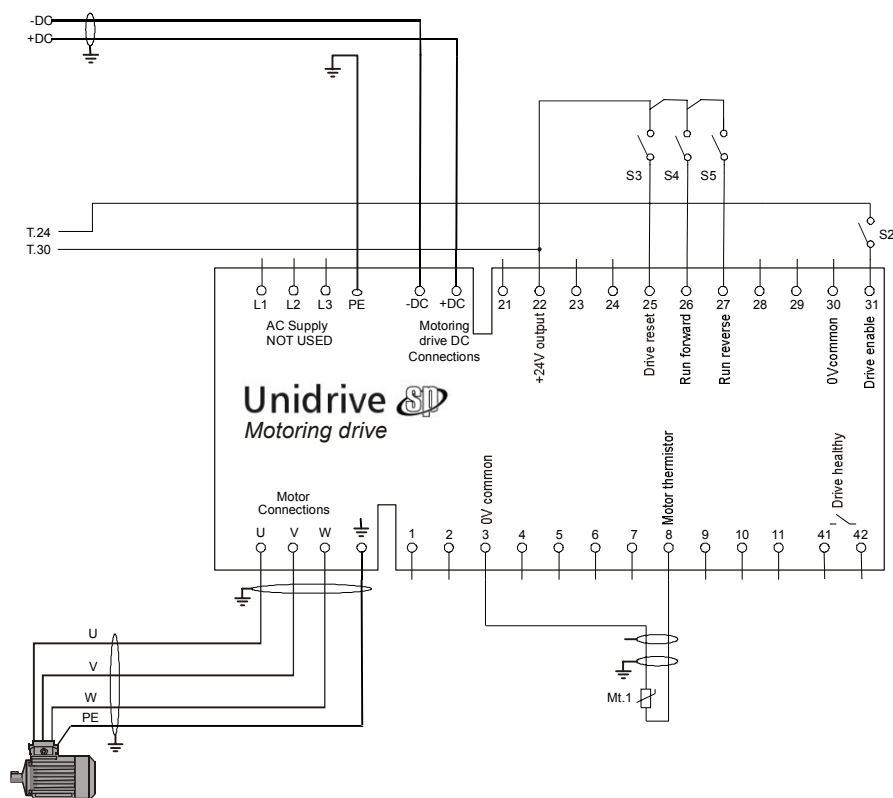 -DC
+DC
S3 S4 S5
T.24
T.30
S2
L1 L2 L3 PE -DC +DC 21 22 23 24 25 26 27 28 29 30 31
AC Supply
NOT USED
Motoring
drive DC
Connections
+24V output
Drive reset
Run forward
Run reverse
0Vcommon
Drive enable
Unidrive sp
Motoring drive
Motor
Connections
0V common
Motor thermistor
Drive healthy
U V W 1 2 3 4 5 6 7 8 9 10 11 41 42
U
V
W
PE
Mt.1